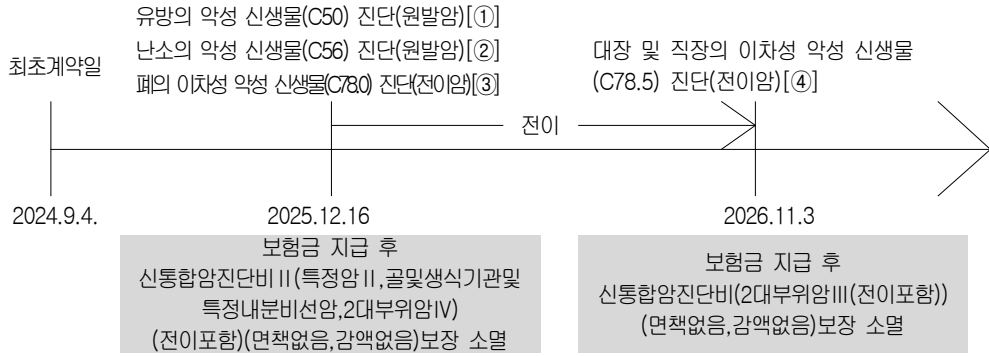 유방의 악성 신생물(C50) 진단(원발암)[①]
난소의 악성 신생물(C56) 진단(원발암)[②]
폐의 이차성 악성 신생물(C78.0) 진단(전이암)[③]
최초계약일
대장 및 직장의 이차성 악성 신생물
(C78.5) 진단(전이암)[④]
전이
2024.9.4.
2025.12.16
2026.11.3
보험금 지급 후
신통합암진단비Ⅱ(특정암Ⅱ,골및생식기관및
특정내분비선암,2대부위암Ⅳ)
(전이포함)(면책없음,감액없음)보장 소멸
보험금 지급 후
신통합암진단비(2대부위암Ⅲ(전이포함))
(면책없음,감액없음)보장 소멸